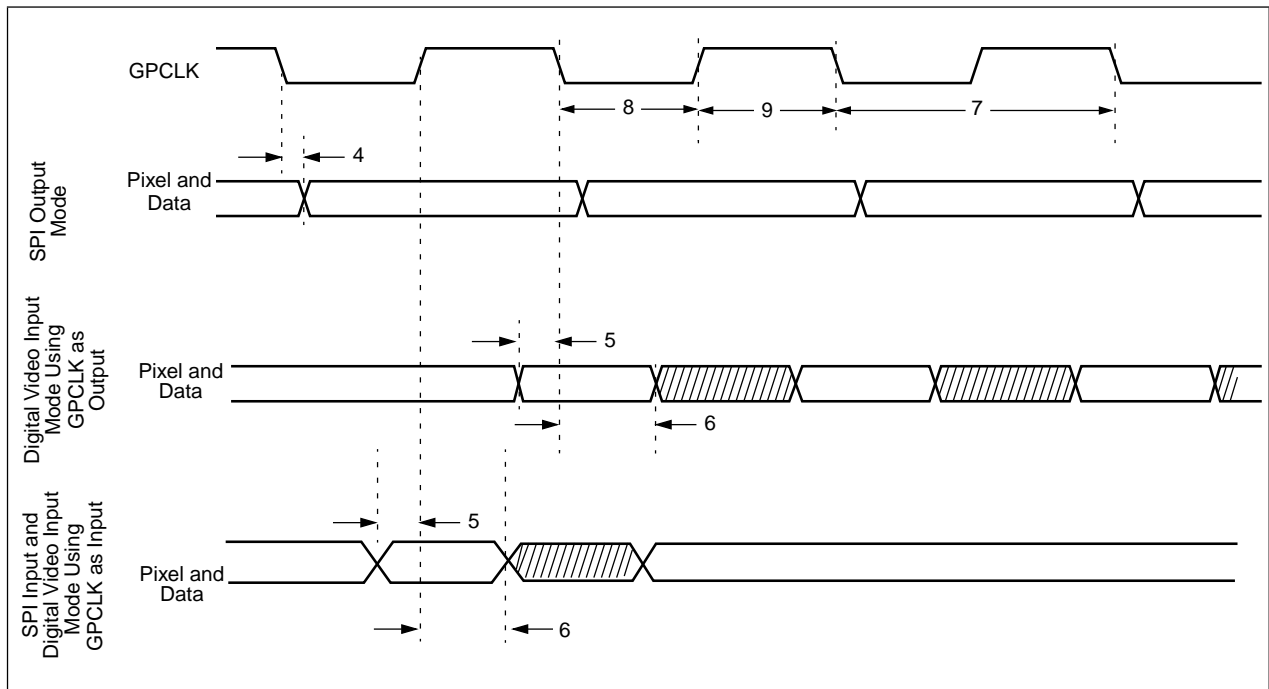 GPCLK
8
9
7
4
SPI Output
Mode
Pixel and
Data
Digital Video Input
Mode Using
GPCLK as
Output
5
Pixel and
Data
6
SPI Input and
Digital Video Input
Mode Using
GPCLK as Input
5
Pixel and
Data
6